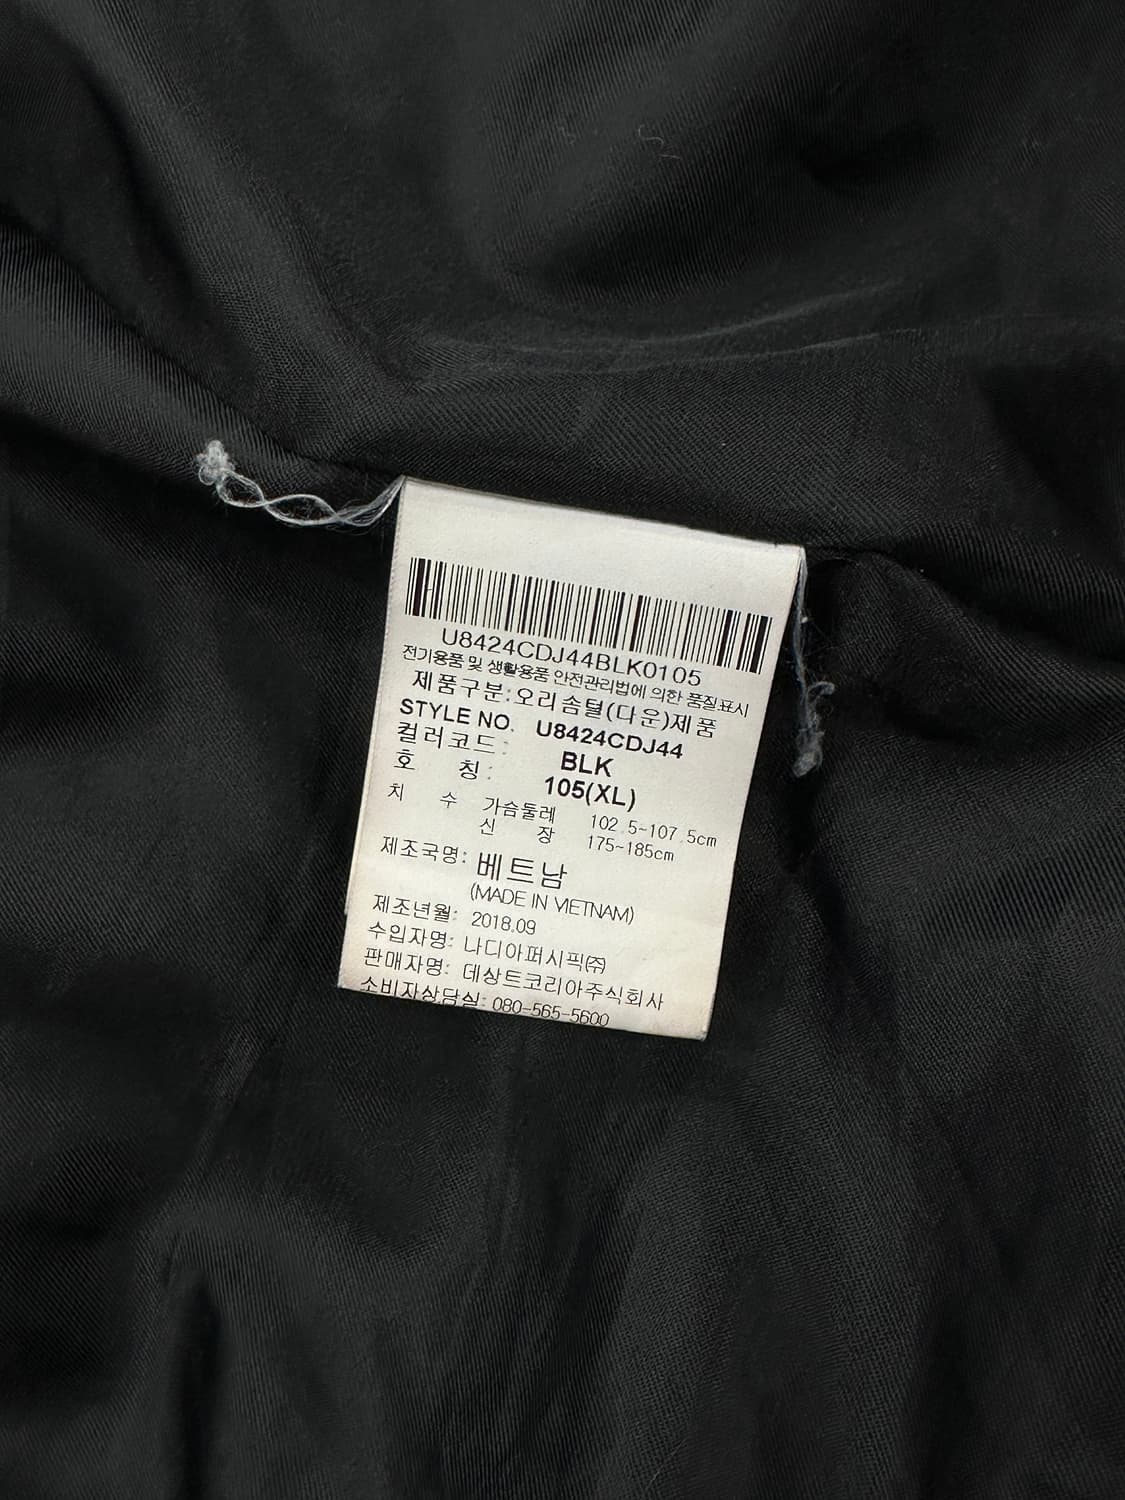 U8424CDJ44BLK0105
전기용품 및 생활용품 안전관리법에 의한 품질표시
제품구분:오리솜털(다운)제품
STYLE NO. U8424CDJ44
컬러코드: BLK
호 칭: 105(XL)
치 수 가슴둘레 102.5~107.5cm
신 장 175~185cm
제조국명: 베트남
(MADE IN VIETNAM)
제조년월: 2018.09
수입자명: 나디아퍼시픽(주)
판매자명: 데상트코리아주식회사
소비자상담실: 080-565-5600